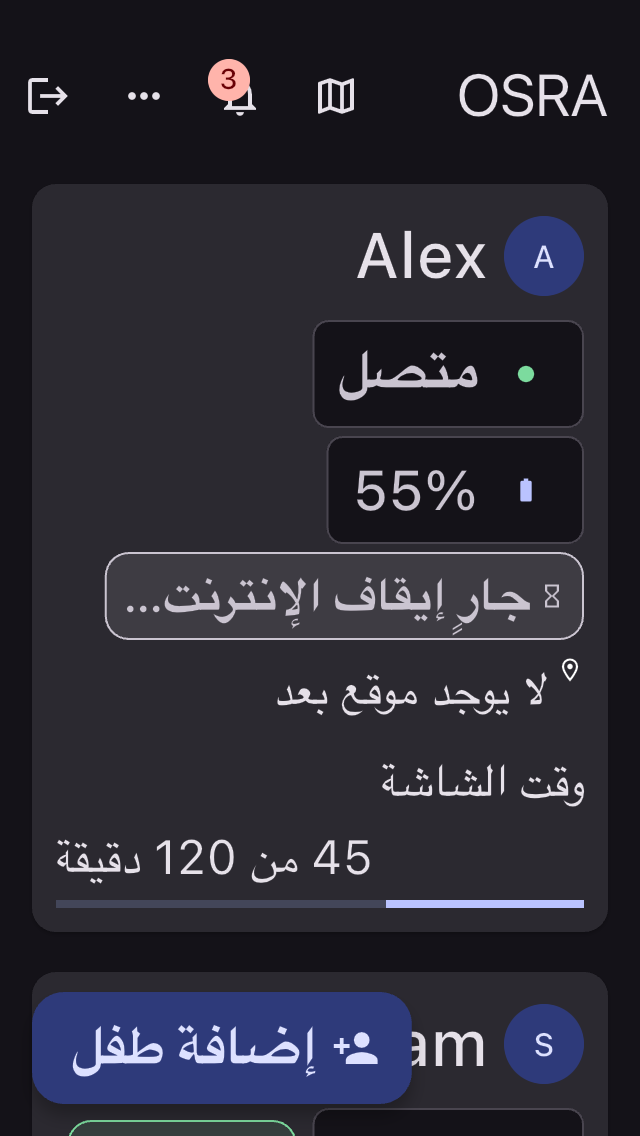 OSRA
3
A Alex
متصل
55%
جارٍ إيقاف الإنترنت...
لا يوجد موقع بعد
وقت الشاشة
45 من 120 دقيقة
S
إضافة طفل